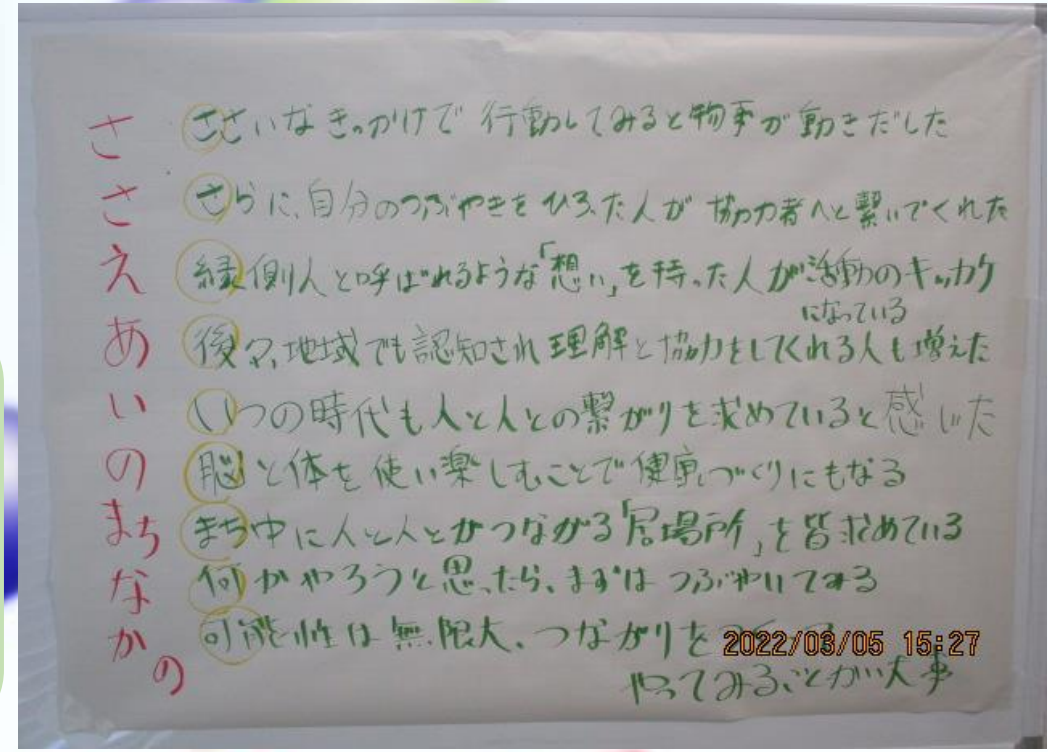 さ ささいなきっかけで 行動してみると物事が動きだした
さ さらに、自分のつぶやきをひろった人が 協力者へと繋いでくれた
え 縁側人と呼ばれるような「想い」を持った人が活動のキッカケ
になっている
あ 後々、地域でも認知され理解と協力をしてくれる人も増えた
い いつの時代も人と人との繋がりを求めていると感じた
の 脳と体を使い楽しむことで健康づくりにもなる
まち まち中に人と人とがつながる「居場所」を皆求めている
な 何かやろうと思ったら、まずは つぶやいてみる
か 可能性は無限大、つながりを
2022/03/05 15:27
の やってみることが大事